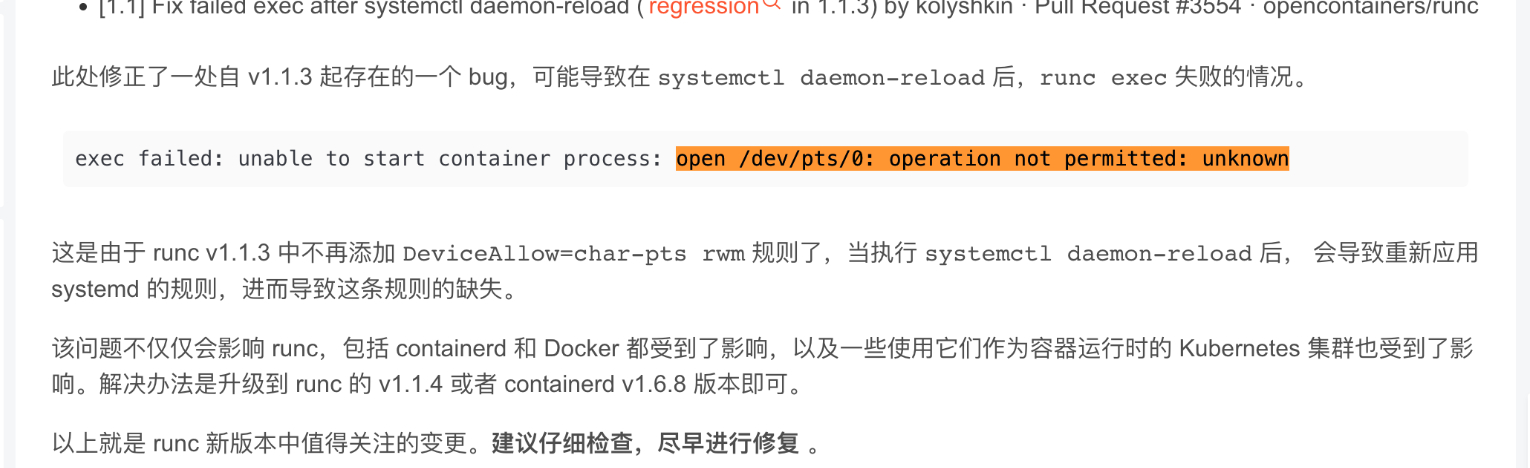 • [1.1] Fix failed exec after systemctl daemon-reload ( regression in 1.1.3) by kolyshkin · Pull Request #3554 · opencontainers/runc
此处修正了一处自 v1.1.3 起存在的一个 bug，可能导致在 systemctl daemon-reload 后，runc exec 失败的情况。
exec failed: unable to start container process: open /dev/pts/0: operation not permitted: unknown
这是由于 runc v1.1.3 中不再添加 DeviceAllow=char-pts rwm 规则了，当执行 systemctl daemon-reload 后， 会导致重新应用
systemd 的规则，进而导致这条规则的缺失。
该问题不仅仅会影响 runc，包括 containerd 和 Docker 都受到了影响，以及一些使用它们作为容器运行时的 Kubernetes 集群也受到了影
响。解决办法是升级到 runc 的 v1.1.4 或者 containerd v1.6.8 版本即可。
以上就是 runc 新版本中值得关注的变更。建议仔细检查，尽早进行修复 。